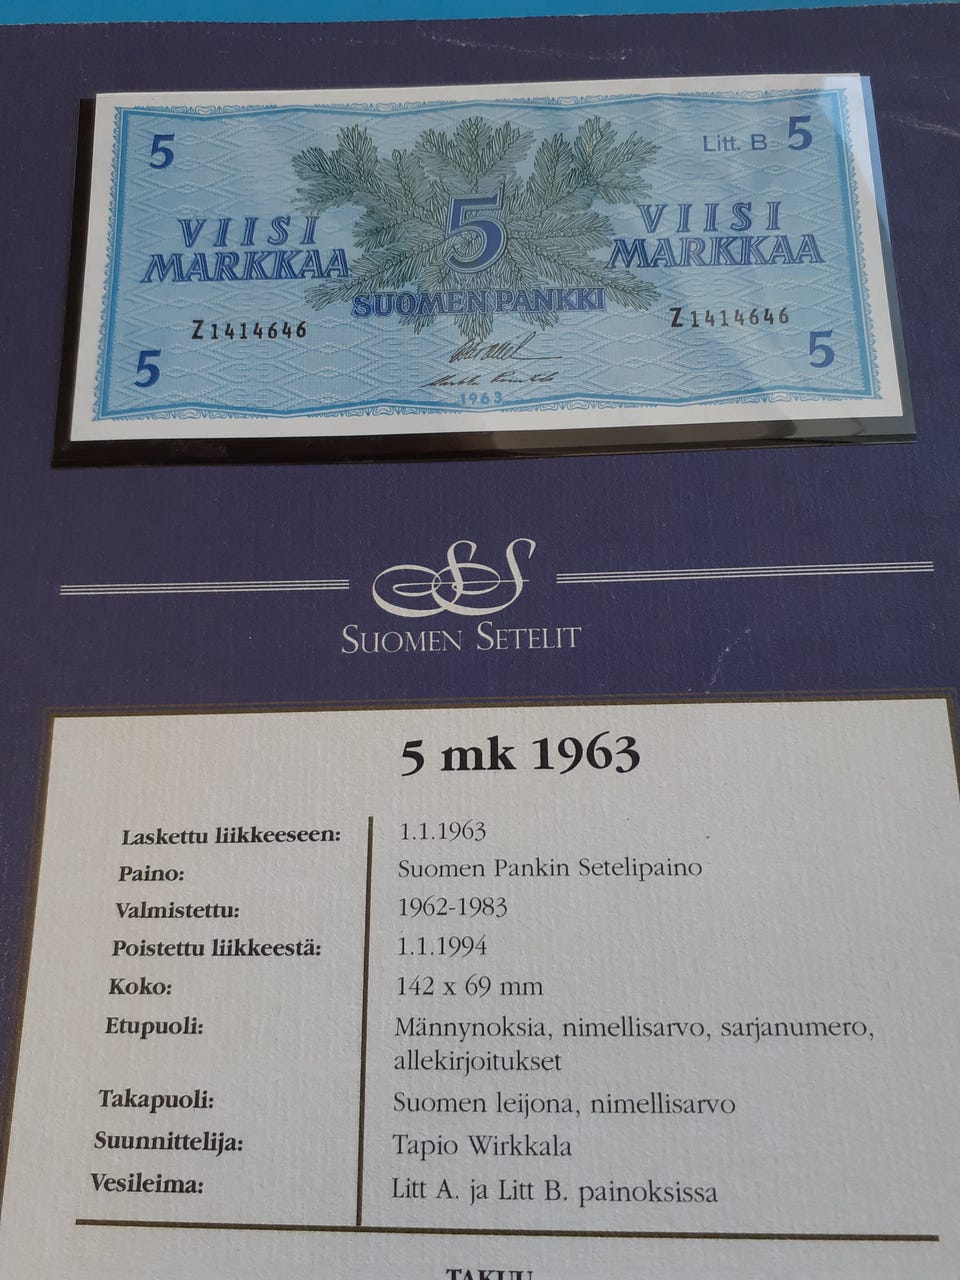 5
Litt. B 5
VIISI
MARKKAA
5
VIISI
MARKKAA
SUOMEN PANKKI
Z1414646
Z1414646
5
5
1963
SS
SUOMEN SETELIT
5 mk 1963
Laskettu liikkeeseen: 1.1.1963
Paino: Suomen Pankin Setelipaino
Valmistettu: 1962-1983
Poistettu liikkeestä: 1.1.1994
Koko: 142 x 69 mm
Etupuoli: Männynoksia, nimellisarvo, sarjanumero,
allekirjoitukset
Takapuoli: Suomen leijona, nimellisarvo
Suunnittelija: Tapio Wirkkala
Vesileima: Litt A. ja Litt B. painoksissa
TAKUU